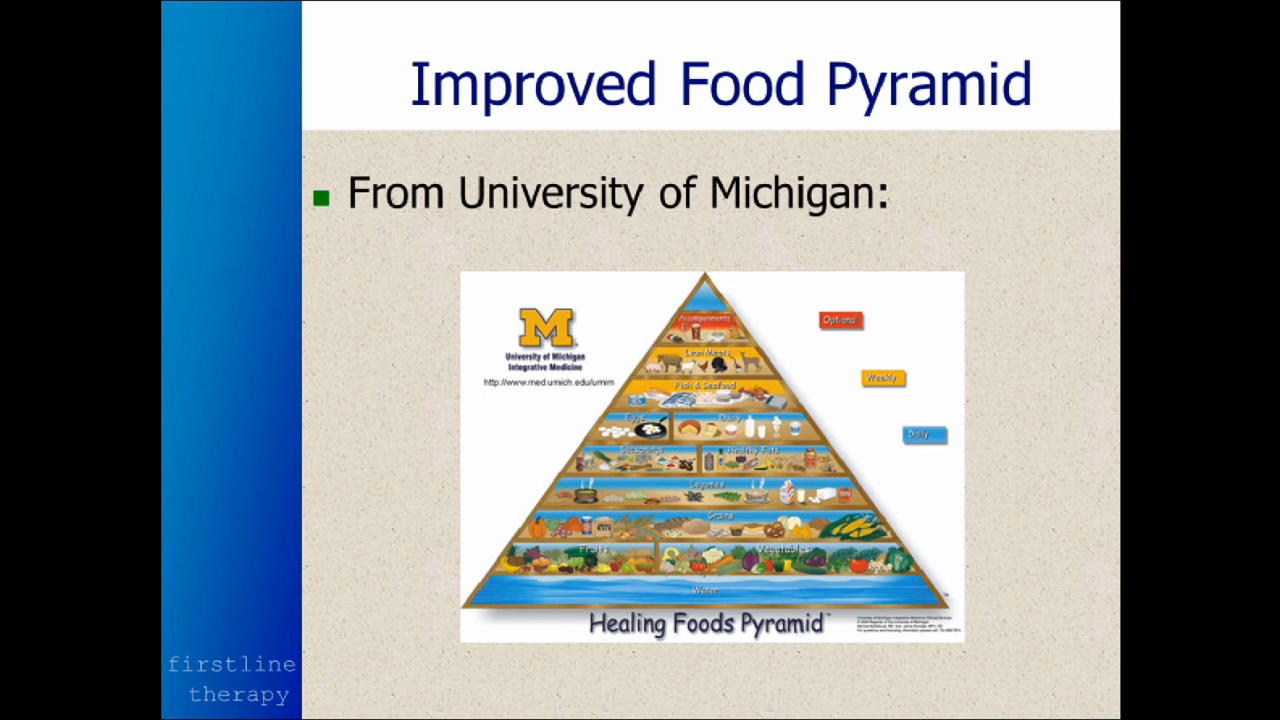 Improved Food Pyramid
From University of Michigan:
M
University of Michigan
Integrative Medicine
http://www.med.umich.edu/umim
Optional
Weekly
Daily
Accompaniments
Lean Meats
Fish & Seafood
Eggs
Dairy
Seasonings
Healthy Fats
Legumes
Grains
Fruits
Vegetables
Water
Healing Foods Pyramid™
firstline
therapy